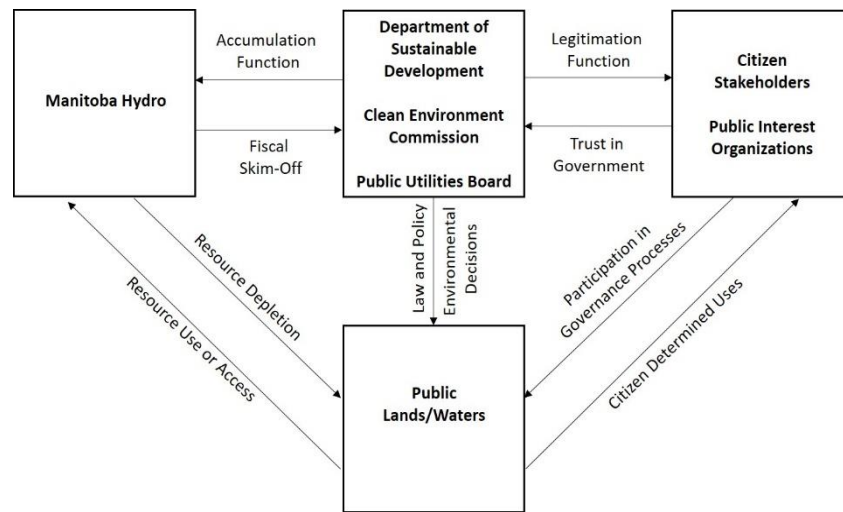 Manitoba Hydro
Accumulation
Function
Fiscal
Skim-Off
Department of
Sustainable
Development
Clean Environment
Commission
Public Utilities Board
Legitimation
Function
Trust in
Government
Citizen
Stakeholders
Public Interest
Organizations
Resource Depletion
Resource Use or Access
Law and Policy
Environmental
Decisions
Participation in
Governance Processes
Citizen Determined Uses
Public
Lands/Waters